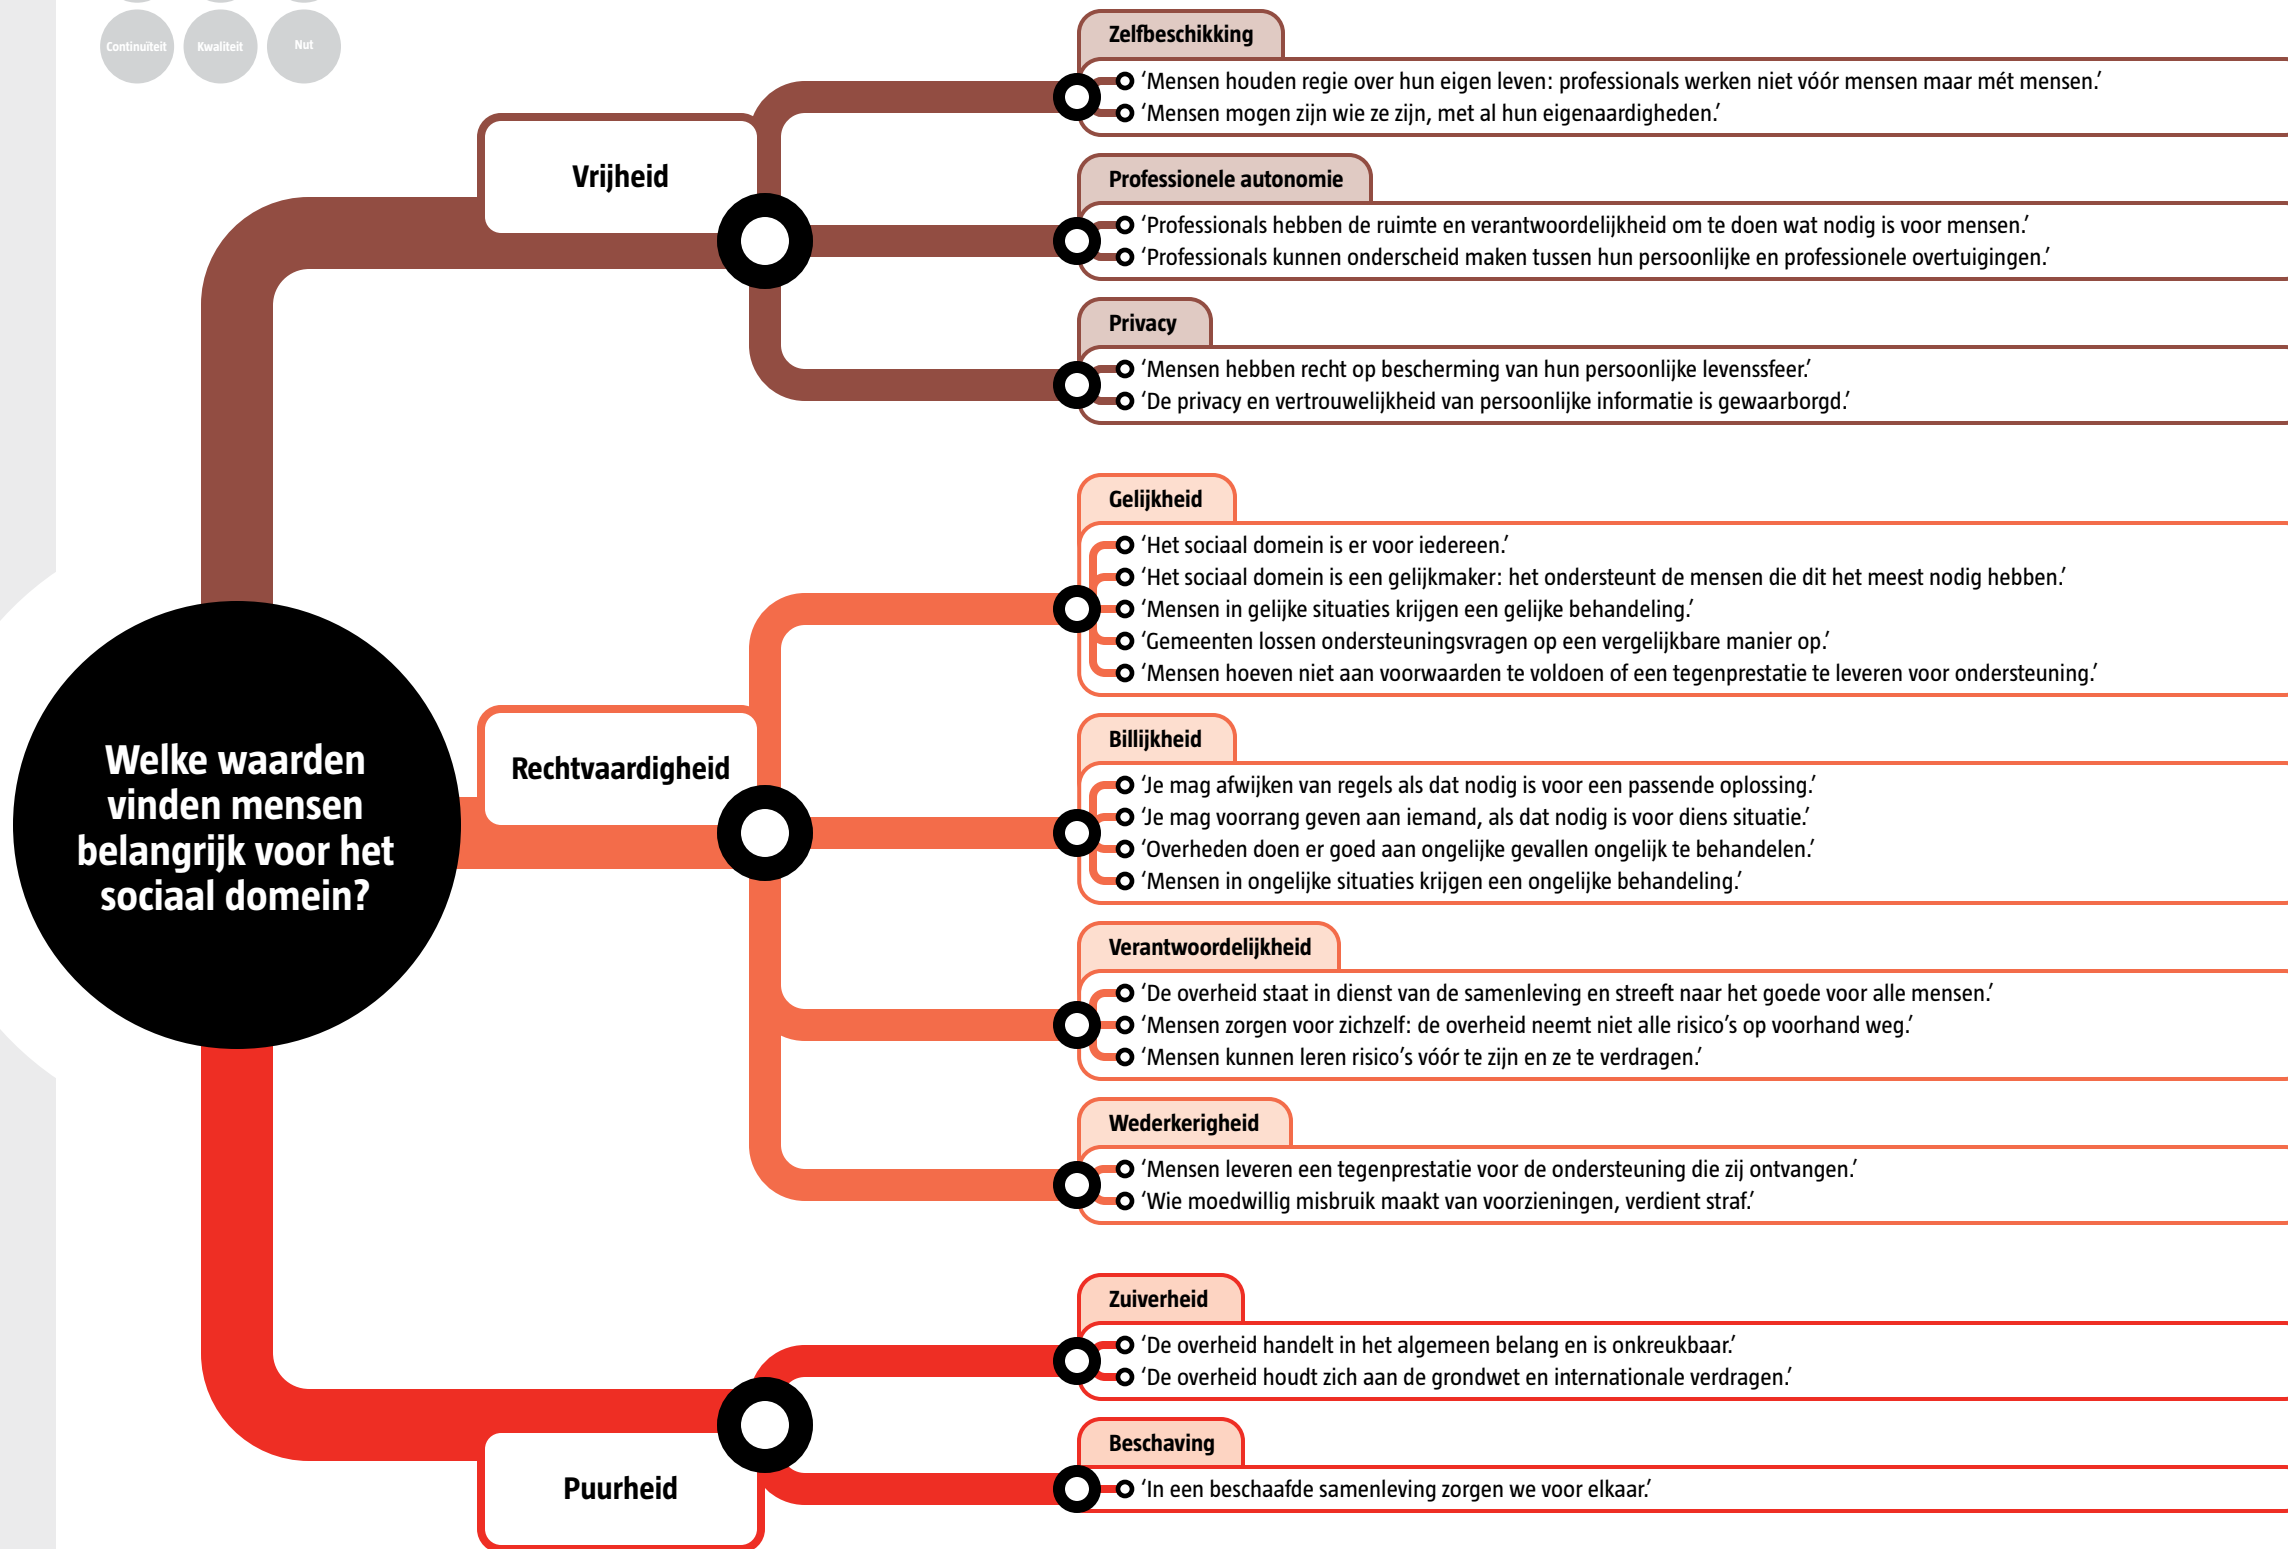 Continuïteit
Kwaliteit
Nut
Welke waarden
vinden mensen
belangrijk voor het
sociaal domein?
Vrijheid
Zelfbeschikking
‘Mensen houden regie over hun eigen leven: professionals werken niet vóór mensen maar mét mensen.’
‘Mensen mogen zijn wie ze zijn, met al hun eigenaardigheden.’
Professionele autonomie
‘Professionals hebben de ruimte en verantwoordelijkheid om te doen wat nodig is voor mensen.’
‘Professionals kunnen onderscheid maken tussen hun persoonlijke en professionele overtuigingen.’
Privacy
‘Mensen hebben recht op bescherming van hun persoonlijke levenssfeer.’
‘De privacy en vertrouwelijkheid van persoonlijke informatie is gewaarborgd.’
Rechtvaardigheid
Gelijkheid
‘Het sociaal domein is er voor iedereen.’
‘Het sociaal domein is een gelijkmaker: het ondersteunt de mensen die dit het meest nodig hebben.’
‘Mensen in gelijke situaties krijgen een gelijke behandeling.’
‘Gemeenten lossen ondersteuningsvragen op een vergelijkbare manier op.’
‘Mensen hoeven niet aan voorwaarden te voldoen of een tegenprestatie te leveren voor ondersteuning.’
Billijkheid
‘Je mag afwijken van regels als dat nodig is voor een passende oplossing.’
‘Je mag voorrang geven aan iemand, als dat nodig is voor diens situatie.’
‘Overheden doen er goed aan ongelijke gevallen ongelijk te behandelen.’
‘Mensen in ongelijke situaties krijgen een ongelijke behandeling.’
Verantwoordelijkheid
‘De overheid staat in dienst van de samenleving en streeft naar het goede voor alle mensen.’
‘Mensen zorgen voor zichzelf: de overheid neemt niet alle risico’s op voorhand weg.’
‘Mensen kunnen leren risico’s vóór te zijn en ze te verdragen.’
Wederkerigheid
‘Mensen leveren een tegenprestatie voor de ondersteuning die zij ontvangen.’
‘Wie moedwillig misbruik maakt van voorzieningen, verdient straf.’
Puurheid
Zuiverheid
‘De overheid handelt in het algemeen belang en is onkreukbaar.’
‘De overheid houdt zich aan de grondwet en internationale verdragen.’
Beschaving
‘In een beschaafde samenleving zorgen we voor elkaar.’